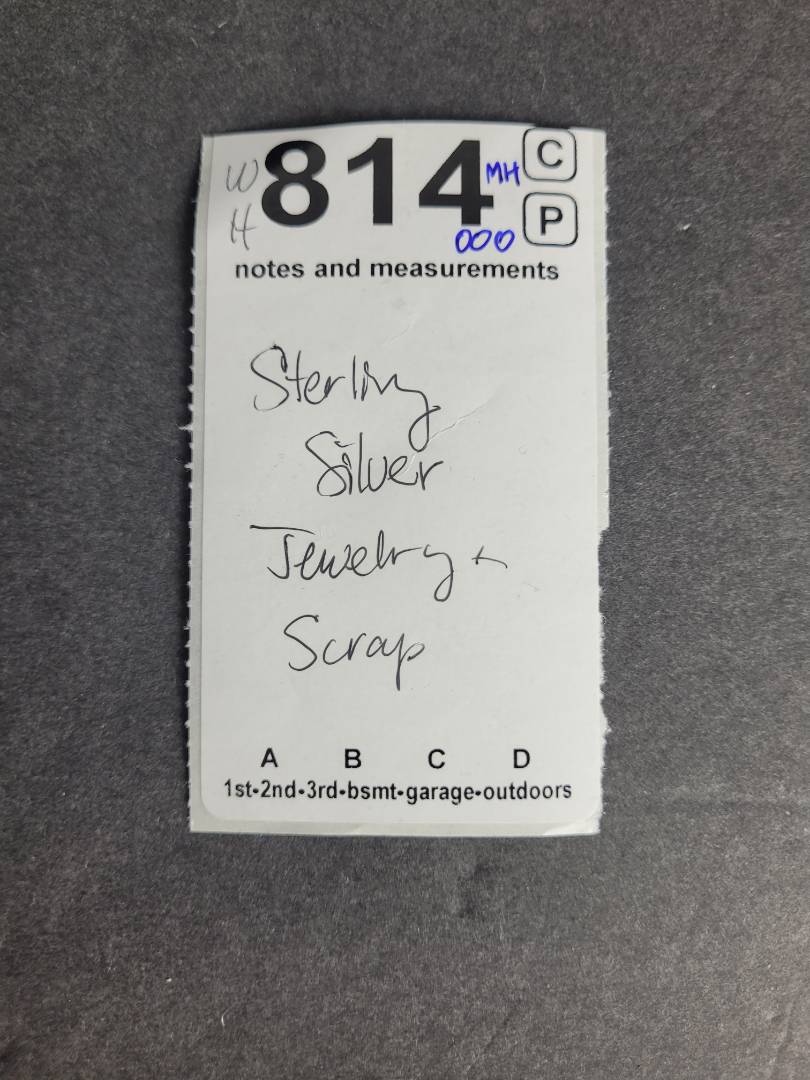 W 814 MH C
H 000 P
notes and measurements
Sterling
Silver
Jewelry +
Scrap
A B C D
1st-2nd-3rd-bsmt-garage-outdoors